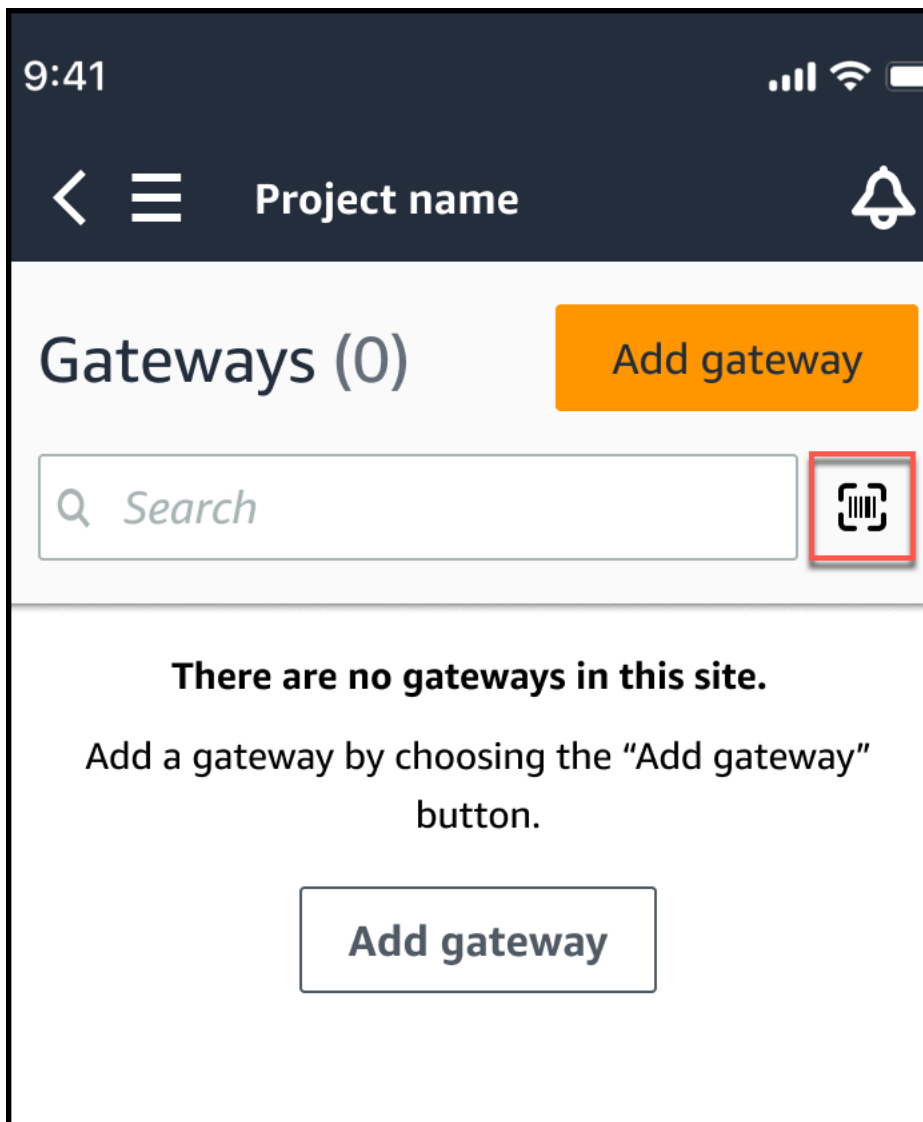 9:41
Project name
Gateways (0)
Add gateway
Search
There are no gateways in this site.
Add a gateway by choosing the “Add gateway”
button.
Add gateway